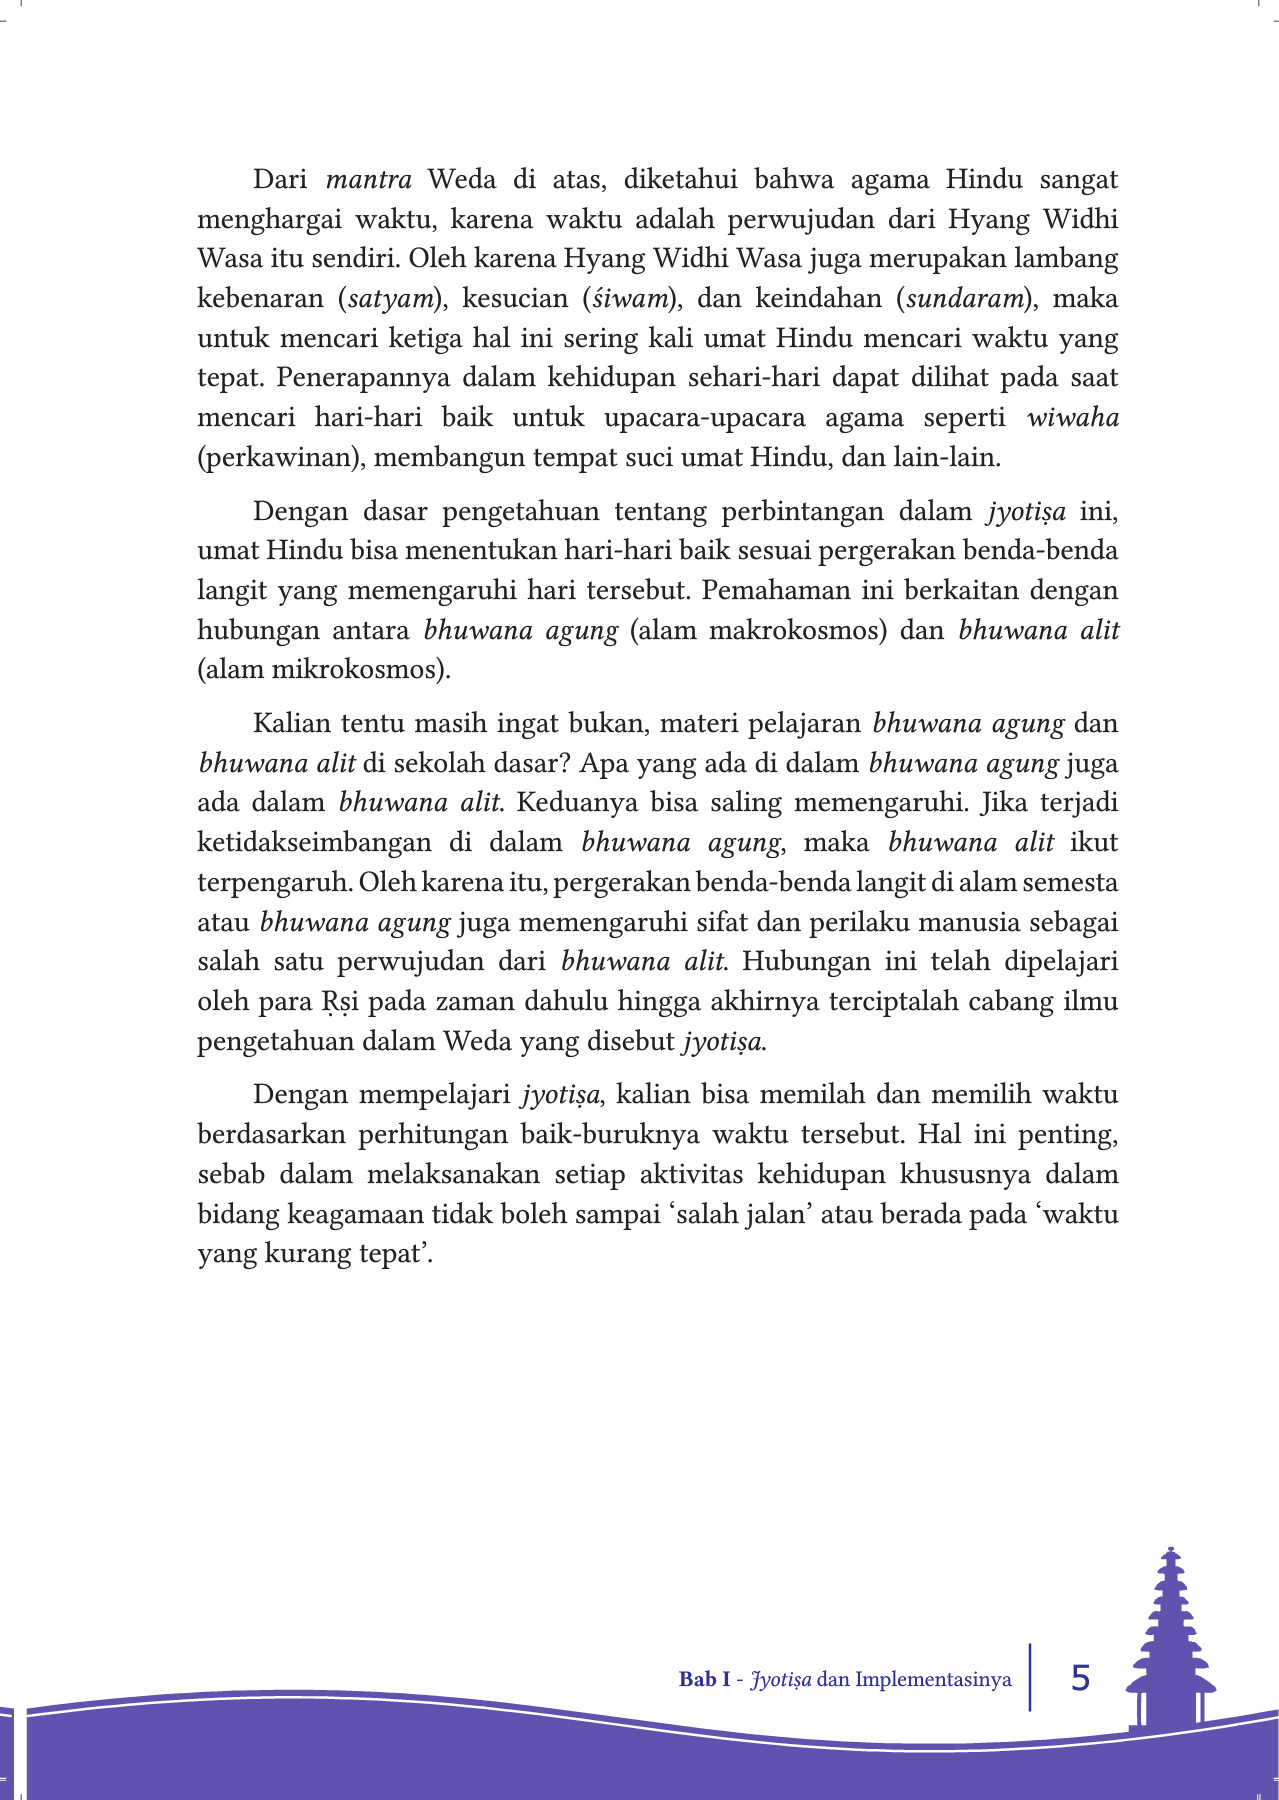 Dari mantra Weda di atas, diketahui bahwa agama Hindu sangat
menghargai waktu, karena waktu adalah perwujudan dari Hyang Widhi
Wasa itu sendiri. Oleh karena Hyang Widhi Wasa juga merupakan lambang
kebenaran (satyam), kesucian (śiwam), dan keindahan (sundaram), maka
untuk mencari ketiga hal ini sering kali umat Hindu mencari waktu yang
tepat. Penerapannya dalam kehidupan sehari-hari dapat dilihat pada saat
mencari hari-hari baik untuk upacara-upacara agama seperti wiwaha
(perkawinan), membangun tempat suci umat Hindu, dan lain-lain.
Dengan dasar pengetahuan tentang perbintangan dalam jyotiṣa ini,
umat Hindu bisa menentukan hari-hari baik sesuai pergerakan benda-benda
langit yang memengaruhi hari tersebut. Pemahaman ini berkaitan dengan
hubungan antara bhuwana agung (alam makrokosmos) dan bhuwana alit
(alam mikrokosmos).
Kalian tentu masih ingat bukan, materi pelajaran bhuwana agung dan
bhuwana alit di sekolah dasar? Apa yang ada di dalam bhuwana agung juga
ada dalam bhuwana alit. Keduanya bisa saling memengaruhi. Jika terjadi
ketidakseimbangan di dalam bhuwana agung, maka bhuwana alit ikut
terpengaruh. Oleh karena itu, pergerakan benda-benda langit di alam semesta
atau bhuwana agung juga memengaruhi sifat dan perilaku manusia sebagai
salah satu perwujudan dari bhuwana alit. Hubungan ini telah dipelajari
oleh para Ṛṣi pada zaman dahulu hingga akhirnya terciptalah cabang ilmu
pengetahuan dalam Weda yang disebut jyotiṣa.
Dengan mempelajari jyotiṣa, kalian bisa memilah dan memilih waktu
berdasarkan perhitungan baik-buruknya waktu tersebut. Hal ini penting,
sebab dalam melaksanakan setiap aktivitas kehidupan khususnya dalam
bidang keagamaan tidak boleh sampai ‘salah jalan’ atau berada pada ‘waktu
yang kurang tepat’.
Bab I - Jyotiṣa dan Implementasinya 5